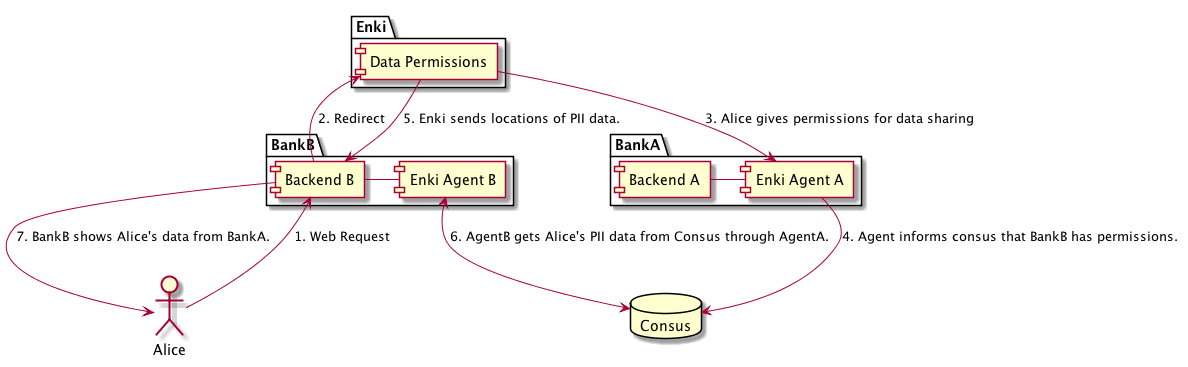 Enki
Data Permissions
2. Redirect
5. Enki sends locations of PII data.
3. Alice gives permissions for data sharing
BankB
BankA
Backend B
Enki Agent B
Backend A
Enki Agent A
7. BankB shows Alice's data from BankA.
1. Web Request
6. AgentB gets Alice's PII data from Consus through AgentA.
4. Agent informs consus that BankB has permissions.
Consus
Alice